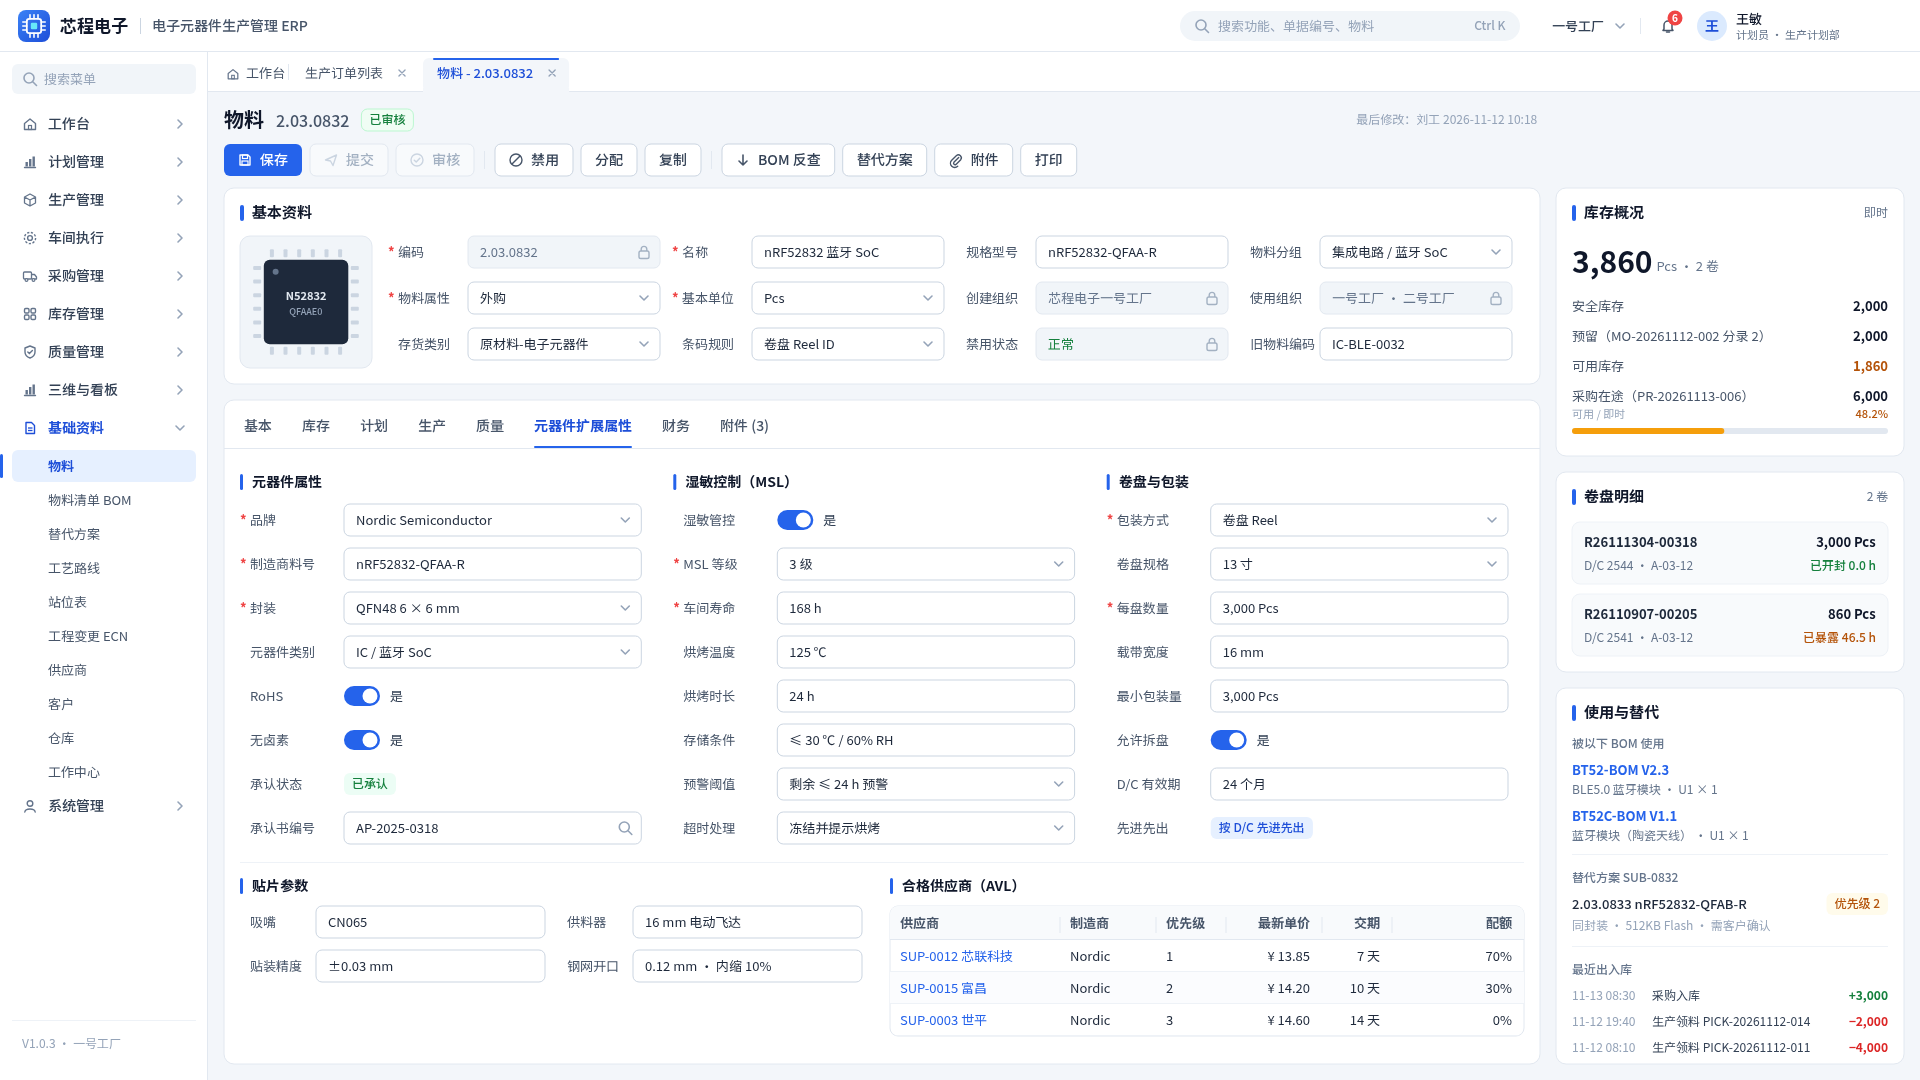 芯程电子 电子元器件生产管理 ERP
搜索功能、单据编号、物料 Ctrl K
一号工厂
6
王
王敏
计划员 · 生产计划部
搜索菜单
工作台
计划管理
生产管理
车间执行
采购管理
库存管理
质量管理
三维与看板
基础资料
物料
物料清单 BOM
替代方案
工艺路线
站位表
工程变更 ECN
供应商
客户
仓库
工作中心
系统管理
V1.0.3 · 一号工厂
工作台 生产订单列表 物料 - 2.03.0832
物料 2.03.0832 已审核
最后修改：刘工 2026-11-12 10:18
保存 提交 审核 禁用 分配 复制 BOM 反查 替代方案 附件 打印
基本资料
N52832
QFAAE0
* 编码 2.03.0832 * 名称 nRF52832 蓝牙 SoC 规格型号 nRF52832-QFAA-R 物料分组 集成电路 / 蓝牙 SoC
* 物料属性 外购 * 基本单位 Pcs 创建组织 芯程电子一号工厂 使用组织 一号工厂 · 二号工厂
存货类别 原材料-电子元器件 条码规则 卷盘 Reel ID 禁用状态 正常 旧物料编码 IC-BLE-0032
基本 库存 计划 生产 质量 元器件扩展属性 财务 附件 (3)
元器件属性
* 品牌 Nordic Semiconductor
* 制造商料号 nRF52832-QFAA-R
* 封装 QFN48 6 × 6 mm
元器件类别 IC / 蓝牙 SoC
RoHS 是
无卤素 是
承认状态 已承认
承认书编号 AP-2025-0318
湿敏控制（MSL）
湿敏管控 是
* MSL 等级 3 级
* 车间寿命 168 h
烘烤温度 125 ℃
烘烤时长 24 h
存储条件 ≤ 30 ℃ / 60% RH
预警阈值 剩余 ≤ 24 h 预警
超时处理 冻结并提示烘烤
卷盘与包装
* 包装方式 卷盘 Reel
卷盘规格 13 寸
* 每盘数量 3,000 Pcs
载带宽度 16 mm
最小包装量 3,000 Pcs
允许拆盘 是
D/C 有效期 24 个月
先进先出 按 D/C 先进先出
贴片参数
吸嘴 CN065 供料器 16 mm 电动飞达
贴装精度 ±0.03 mm 钢网开口 0.12 mm · 内缩 10%
合格供应商（AVL）
供应商 制造商 优先级 最新单价 交期 配额
SUP-0012 芯联科技 Nordic 1 ¥ 13.85 7 天 70%
SUP-0015 富昌 Nordic 2 ¥ 14.20 10 天 30%
SUP-0003 世平 Nordic 3 ¥ 14.60 14 天 0%
库存概况 即时
3,860 Pcs · 2 卷
安全库存 2,000
预留（MO-20261112-002 分录 2） 2,000
可用库存 1,860
采购在途（PR-20261113-006） 6,000
可用 / 即时 48.2%
卷盘明细 2 卷
R26111304-00318 3,000 Pcs
D/C 2544 · A-03-12 已开封 0.0 h
R26110907-00205 860 Pcs
D/C 2541 · A-03-12 已暴露 46.5 h
使用与替代
被以下 BOM 使用
BT52-BOM V2.3
BLE5.0 蓝牙模块 · U1 × 1
BT52C-BOM V1.1
蓝牙模块（陶瓷天线） · U1 × 1
替代方案 SUB-0832
2.03.0833 nRF52832-QFAB-R 优先级 2
同封装 · 512KB Flash · 需客户确认
最近出入库
11-13 08:30 采购入库 +3,000
11-12 19:40 生产领料 PICK-20261112-014 −2,000
11-12 08:10 生产领料 PICK-20261112-011 −4,000